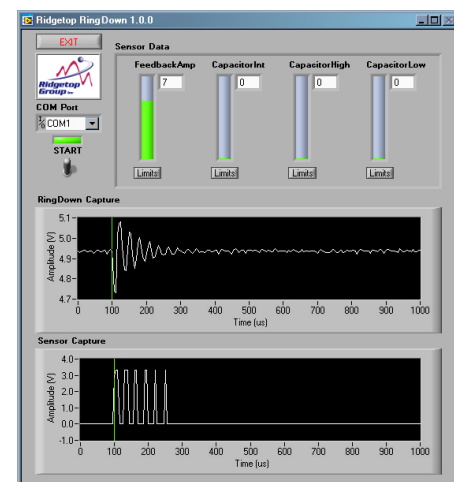 Ridgetop RingDown 1.0.0
EXIT
Ridgetop
Group Inc
COM Port
COM1
START
Sensor Data
FeedbackAmp CapacitorInt CapacitorHigh CapacitorLow
7 0 0 0
Limits Limits Limits Limits
RingDown Capture
Amplitude (V)
5.1
5.0
4.9
4.8
4.7
0 100 200 300 400 500 600 700 800 900 1000
Time (us)
Sensor Capture
Amplitude (V)
4.0
3.0
2.0
1.0
0.0
-1.0
0 100 200 300 400 500 600 700 800 900 1000
Time (us)